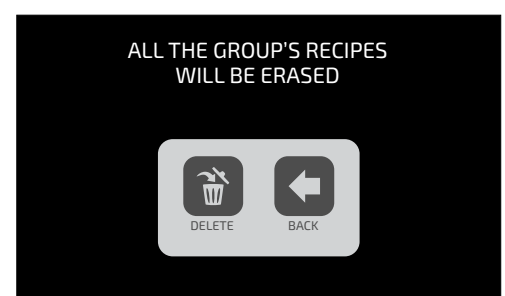 ALL THE GROUP'S RECIPES
WILL BE ERASED
DELETE
BACK